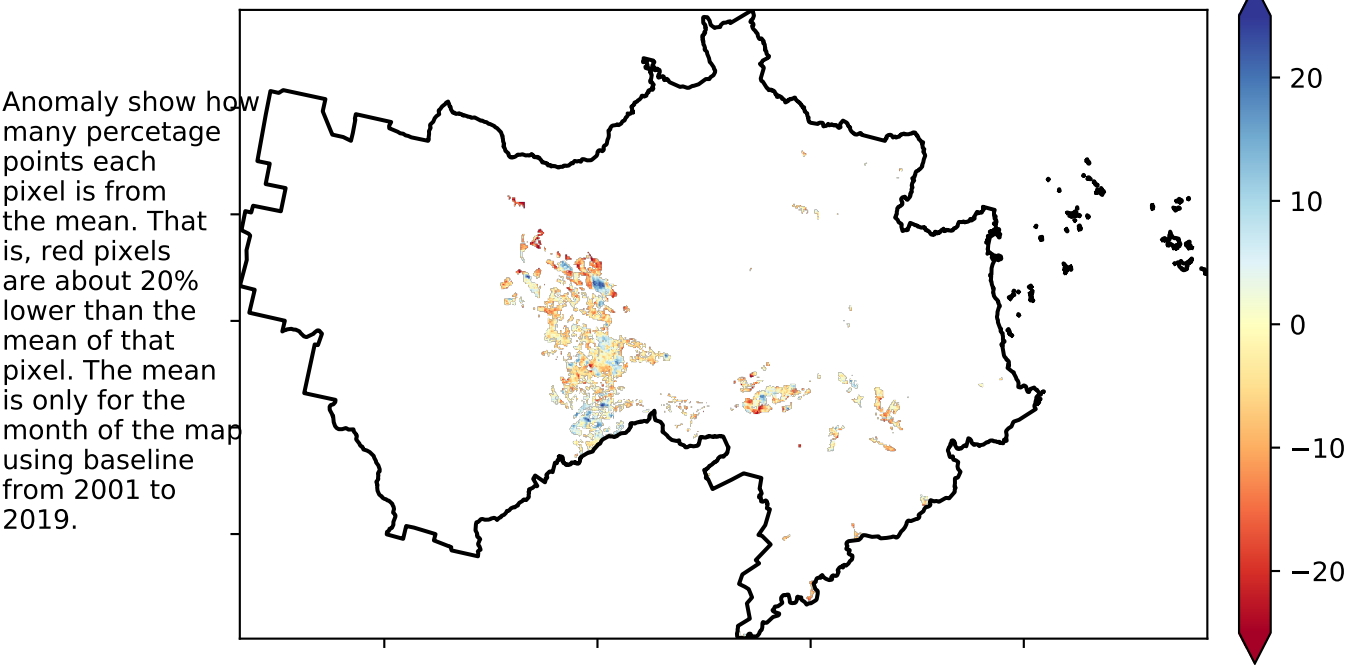 Anomaly show how
many percetage
points each
pixel is from
the mean. That
is, red pixels
are about 20%
lower than the
mean of that
pixel. The mean
is only for the
month of the map
using baseline
from 2001 to
2019.
20
10
0
−10
−20